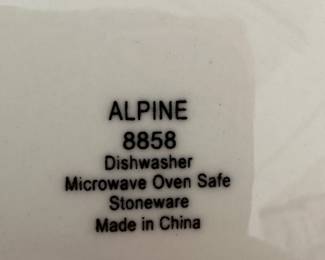 ALPINE
8858
Dishwasher
Microwave Oven Safe
Stoneware
Made in China